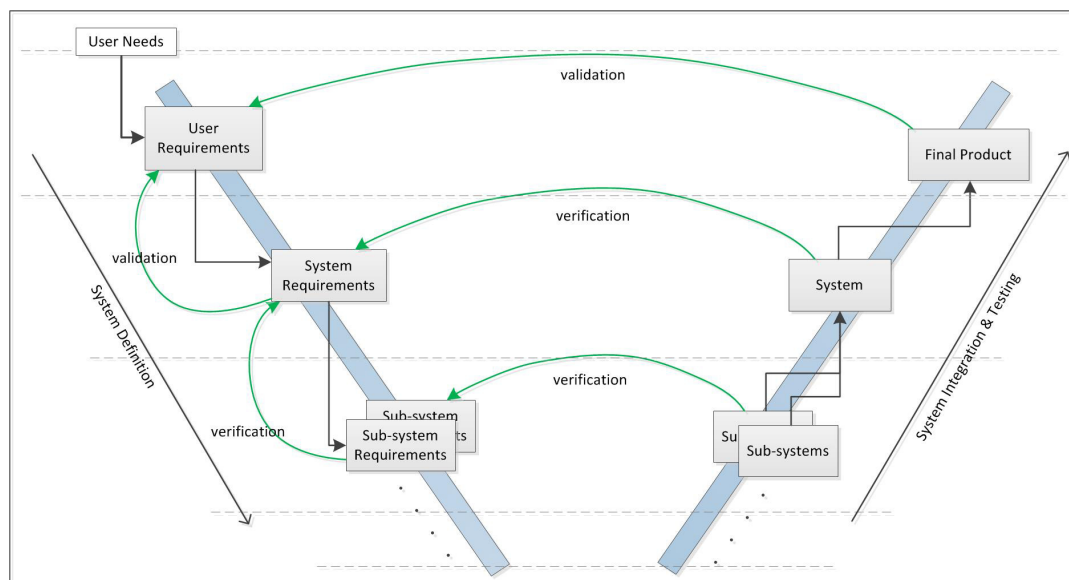 User Needs
validation
User
Requirements
Final Product
verification
validation
System
Requirements
System
System Definition
System Integration & Testing
verification
Sub-system
verification
Sub-system
Requirements
Sub-systems